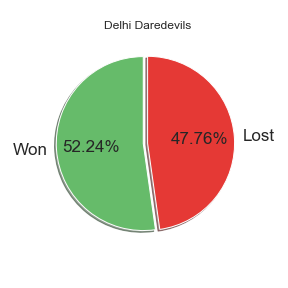 Delhi Daredevils
52.24%
47.76%
Won
Lost